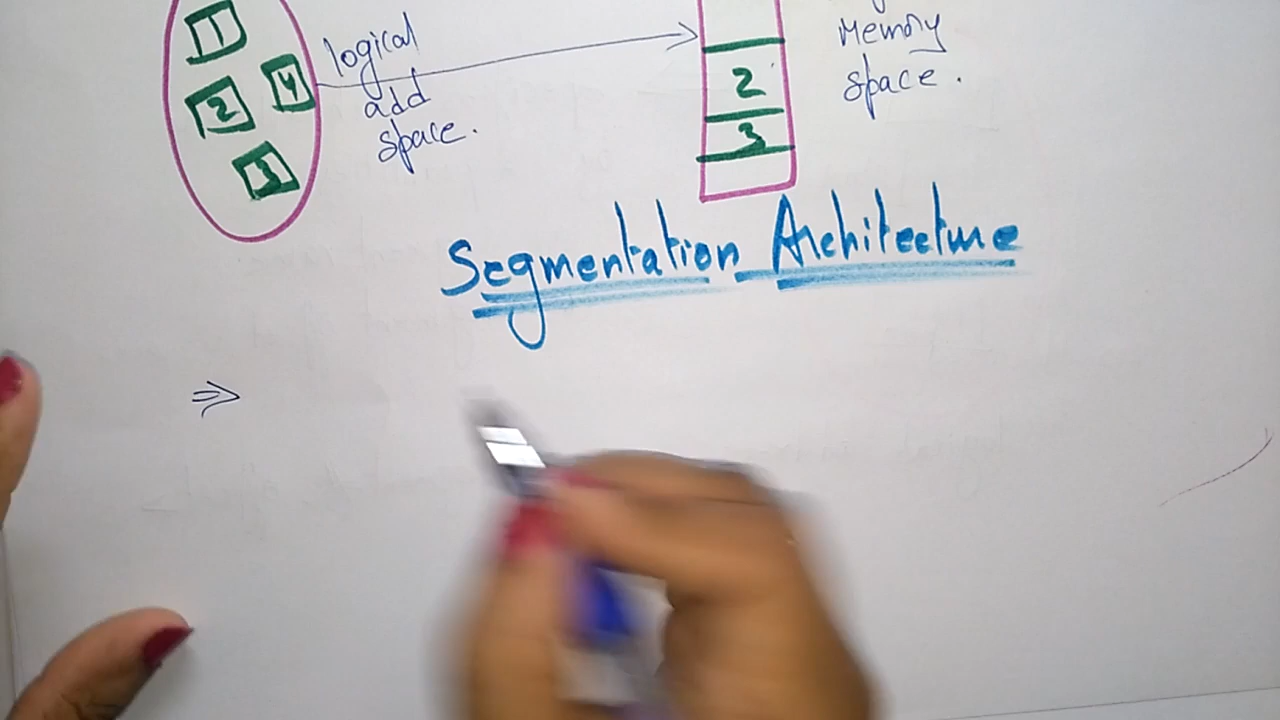 1
2
4
3
logical
add
space.
2
3
Memory
space.
Segmentation Architecture
⇒